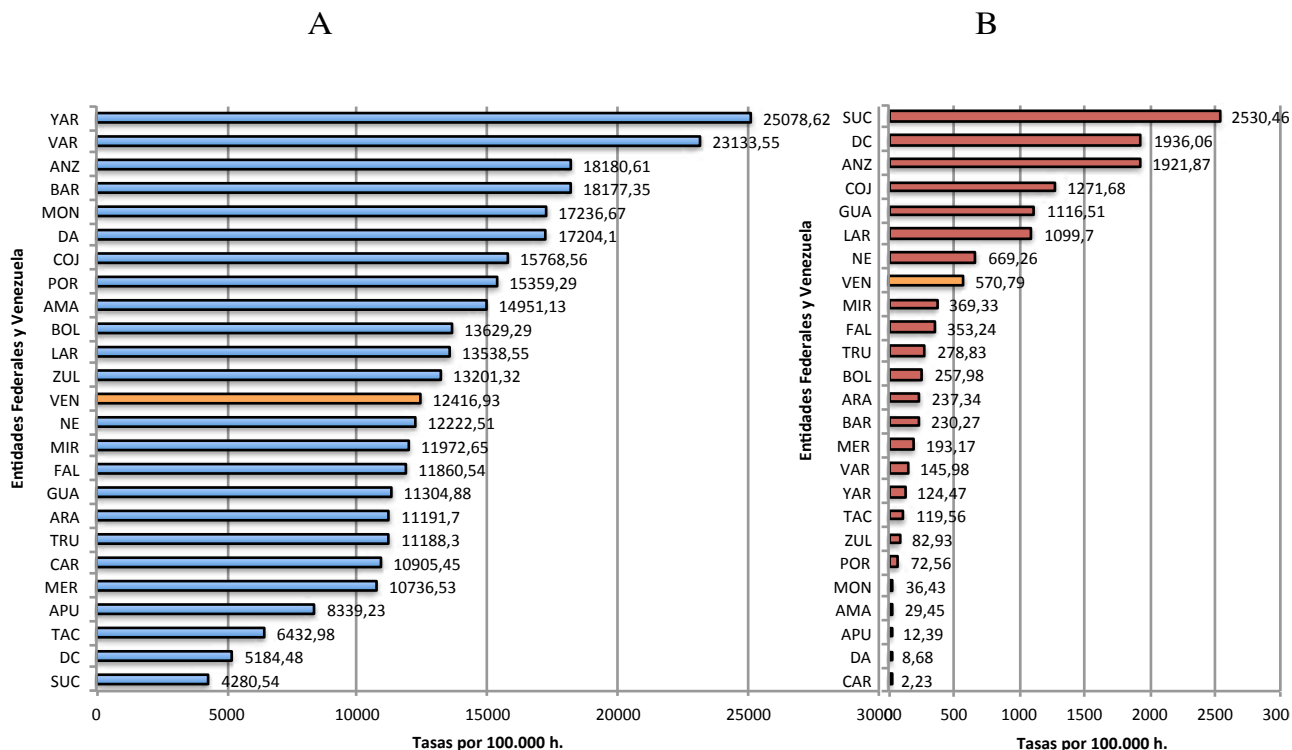 A
B
Entidades Federales y Venezuela
YAR 25078,62
VAR 23133,55
ANZ 18180,61
BAR 18177,35
MON 17236,67
DA 17204,1
COJ 15768,56
POR 15359,29
AMA 14951,13
BOL 13629,29
LAR 13538,55
ZUL 13201,32
VEN 12416,93
NE 12222,51
MIR 11972,65
FAL 11860,54
GUA 11304,88
ARA 11191,7
TRU 11188,3
CAR 10905,45
MER 10736,53
APU 8339,23
TAC 6432,98
DC 5184,48
SUC 4280,54
0 5000 10000 15000 20000 25000 30000
Tasas por 100.000 h.
Entidades Federales y Venezuela
SUC 2530,46
DC 1936,06
ANZ 1921,87
COJ 1271,68
GUA 1116,51
LAR 1099,7
NE 669,26
VEN 570,79
MIR 369,33
FAL 353,24
TRU 278,83
BOL 257,98
ARA 237,34
BAR 230,27
MER 193,17
VAR 145,98
YAR 124,47
TAC 119,56
ZUL 82,93
POR 72,56
MON 36,43
AMA 29,45
APU 12,39
DA 8,68
CAR 2,23
0 500 1000 1500 2000 2500 300
Tasas por 100.000 h.